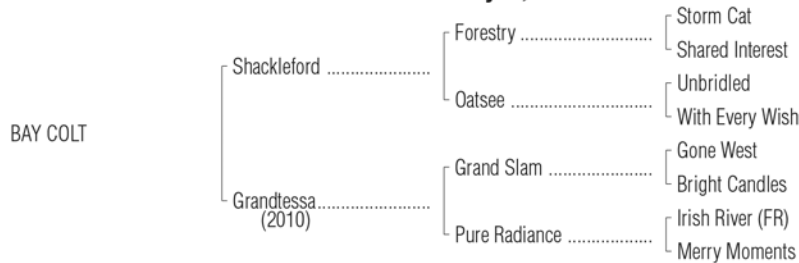 Storm Cat
Forestry
Shared Interest
Shackleford
Unbridled
Oatsee
With Every Wish
BAY COLT
Gone West
Grand Slam
Bright Candles
Grandtessa
(2010)
Irish River (FR)
Pure Radiance
Merry Moments